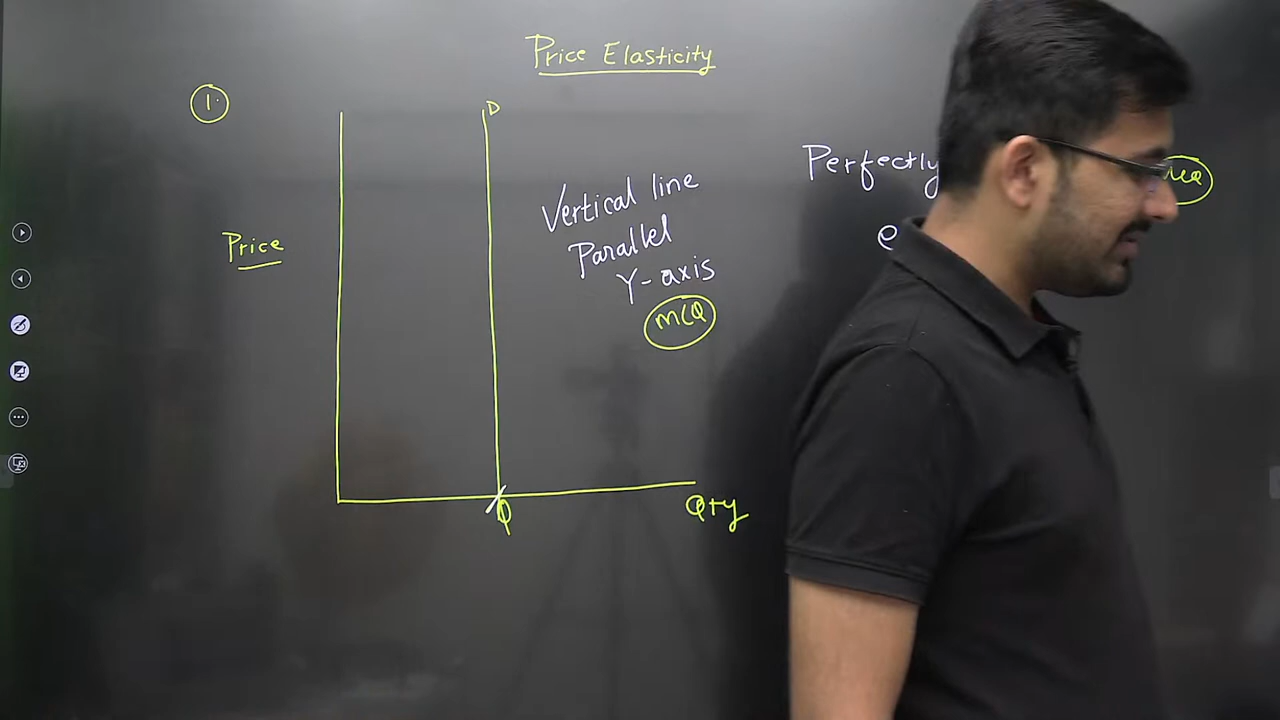 Price Elasticity
1.
D
Perfectly
Vertical line
Parallel
Y-axis
MCQ
e
Price
Q
Qty